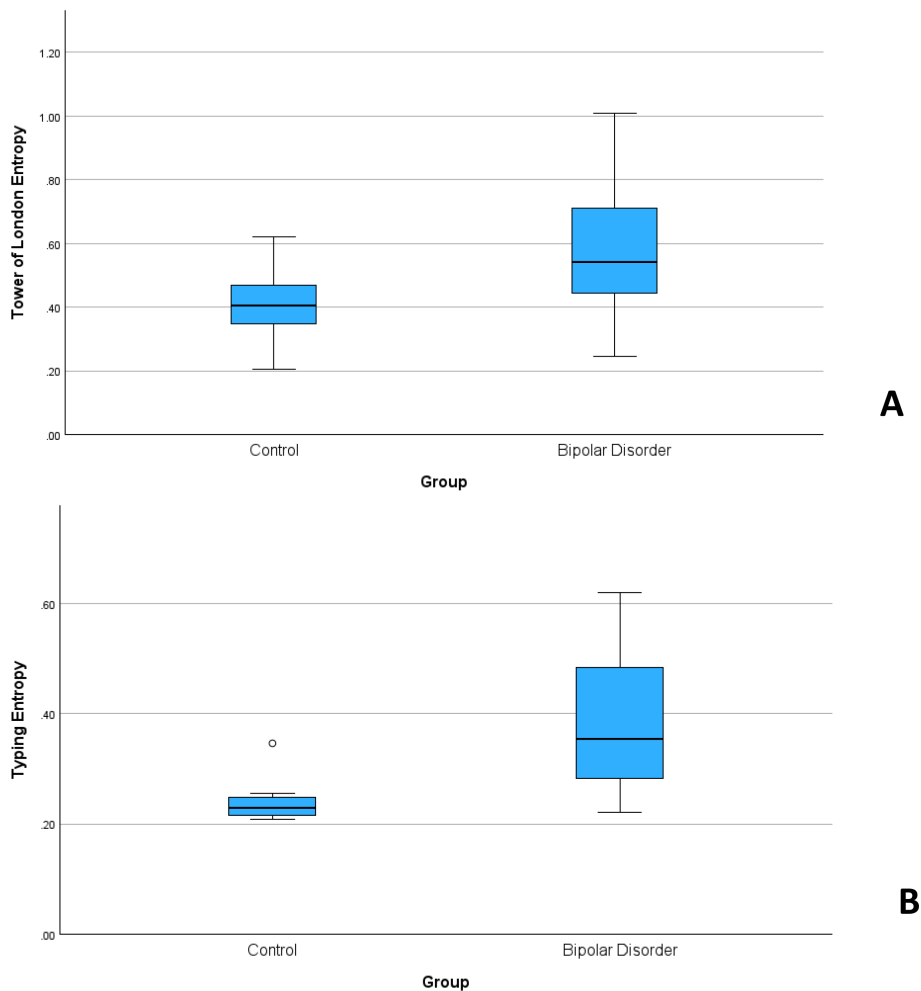 1.20
1.00
.80
.60
.40
.20
.00
Tower of London Entropy
Control Bipolar Disorder
Group
A
.60
.40
.20
.00
Typing Entropy
Control Bipolar Disorder
Group
B